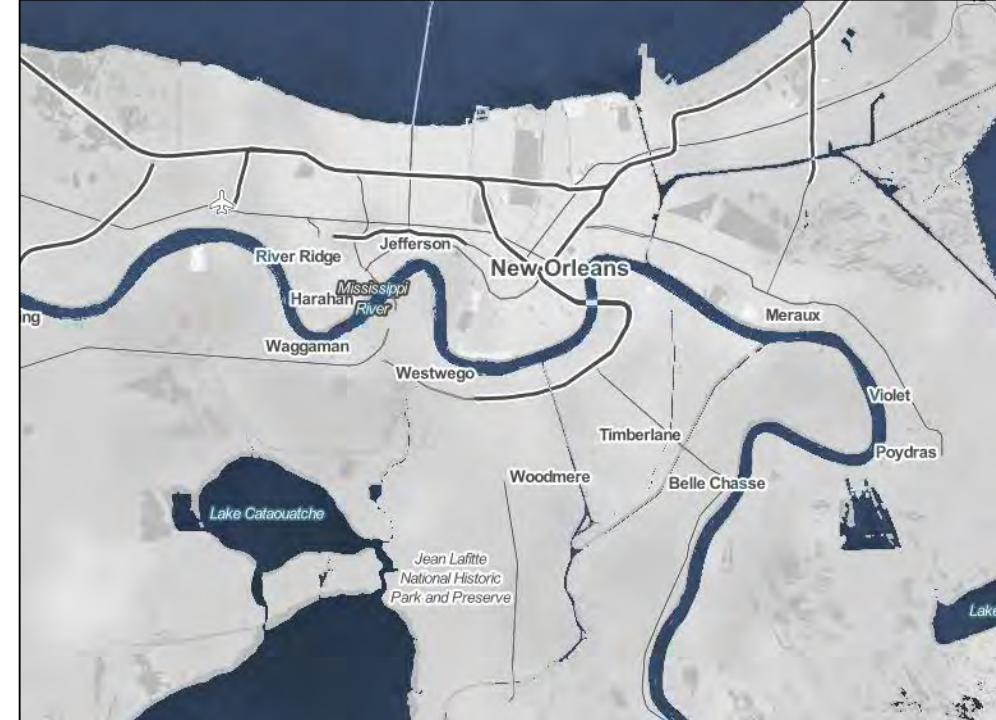 Jefferson
River Ridge
New Orleans
Mississippi
River
Harahan
ng
Meraux
Waggaman
Westwego
Violet
Timberlane
Poydras
Woodmere
Belle Chasse
Lake Cataouatche
Jean Lafitte
National Historic
Park and Preserve
Lake